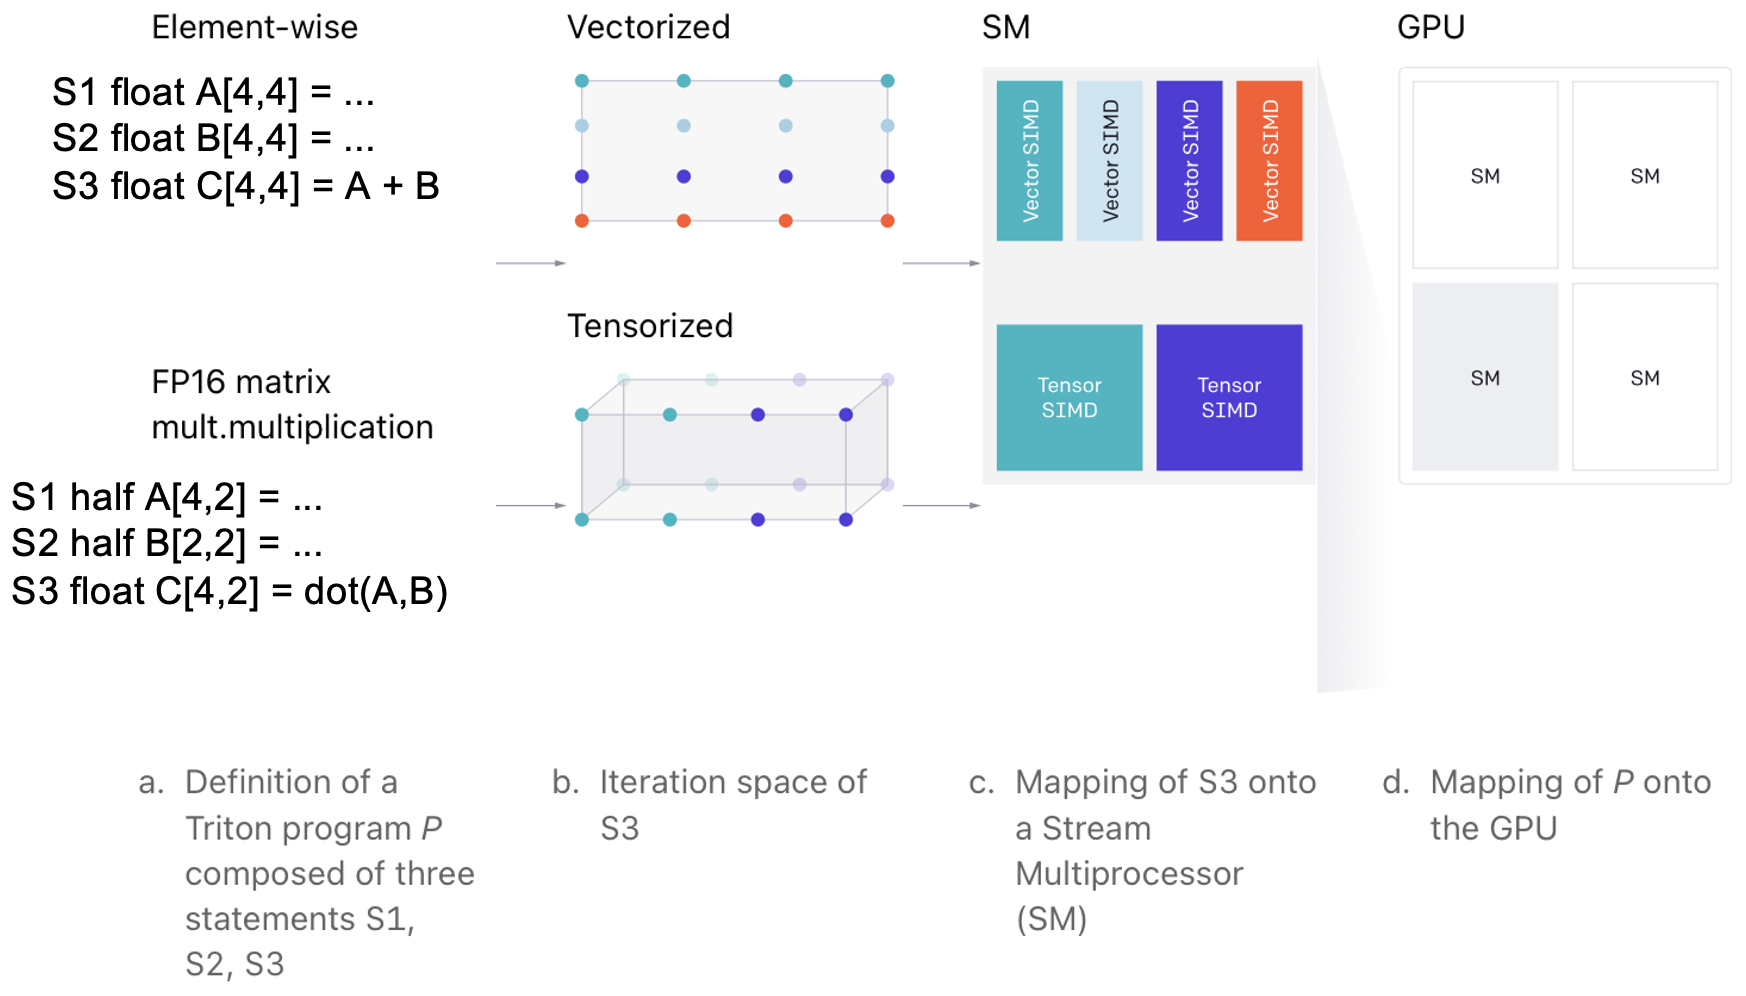 Element-wise
S1 float A[4,4] = ...
S2 float B[4,4] = ...
S3 float C[4,4] = A + B
FP16 matrix
mult.multiplication
S1 half A[4,2] = ...
S2 half B[2,2] = ...
S3 float C[4,2] = dot(A,B)
Vectorized
Tensorized
SM
Vector SIMD
Vector SIMD
Vector SIMD
Vector SIMD
Tensor
SIMD
Tensor
SIMD
GPU
SM
SM
SM
SM
a. Definition of a
Triton program P
composed of three
statements S1,
S2, S3
b. Iteration space of
S3
c. Mapping of S3 onto
a Stream
Multiprocessor
(SM)
d. Mapping of P onto
the GPU